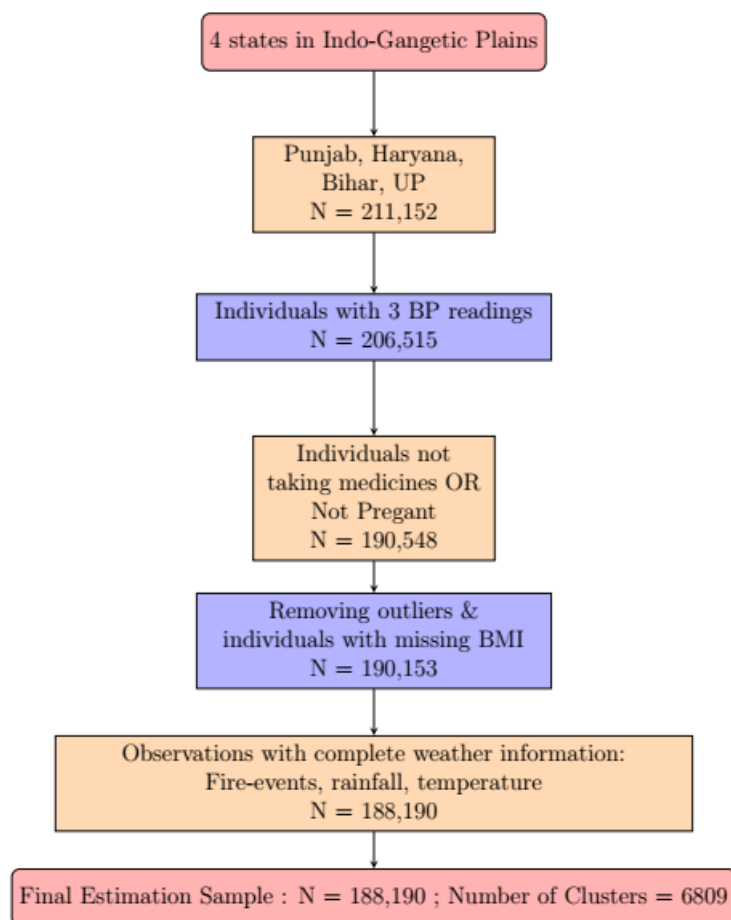 4 states in Indo-Gangetic Plains
Punjab, Haryana,
Bihar, UP
N = 211,152
Individuals with 3 BP readings
N = 206,515
Individuals not
taking medicines OR
Not Pregant
N = 190,548
Removing outliers &
individuals with missing BMI
N = 190,153
Observations with complete weather information:
Fire-events, rainfall, temperature
N = 188,190
Final Estimation Sample : N = 188,190 ; Number of Clusters = 6809